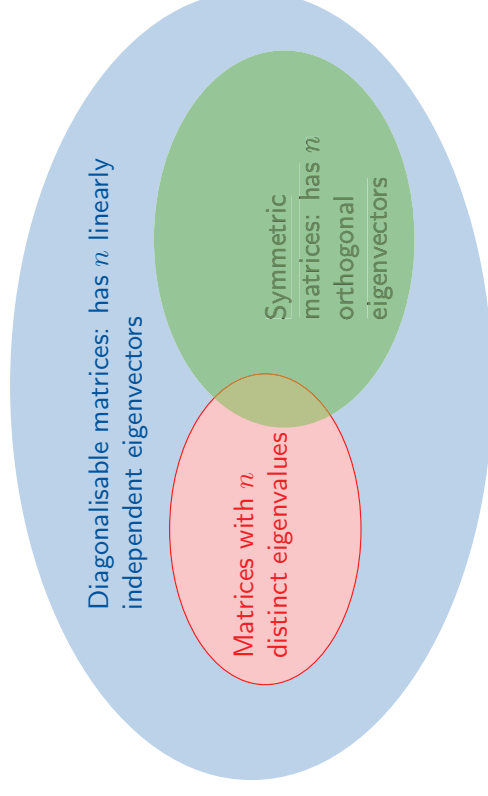 Diagonalisable matrices: has n linearly
independent eigenvectors
Matrices with n
distinct eigenvalues
Symmetric
matrices: has n
orthogonal
eigenvectors